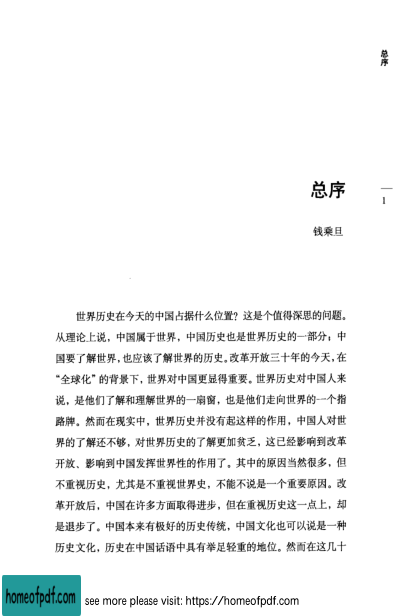 总序
总序
1
钱乘旦
世界历史在今天的中国占据什么位置？这是个值得深思的问题。
从理论上说，中国属于世界，中国历史也是世界历史的一部分；中
国要了解世界，也应该了解世界的历史。改革开放三十年的今天，在
“全球化”的背景下，世界对中国更显得重要。世界历史对中国人来
说，是他们了解和理解世界的一扇窗，也是他们走向世界的一个指
路牌。然而在现实中，世界历史并没有起这样的作用，中国人对世
界的了解还不够，对世界历史的了解更加贫乏，这已经影响到改革
开放、影响到中国发挥世界性的作用了。其中的原因当然很多，但
不重视历史，尤其是不重视世界史，不能不说是一个重要原因。改
革开放后，中国在许多方面取得进步，但在重视历史这一点上，却
是退步了。中国本来有极好的历史传统，中国文化也可以说是一种
历史文化，历史在中国话语中具有举足轻重的地位。然而在这几十
homeofpdf.com
see more please visit: https://homeofpdf.com